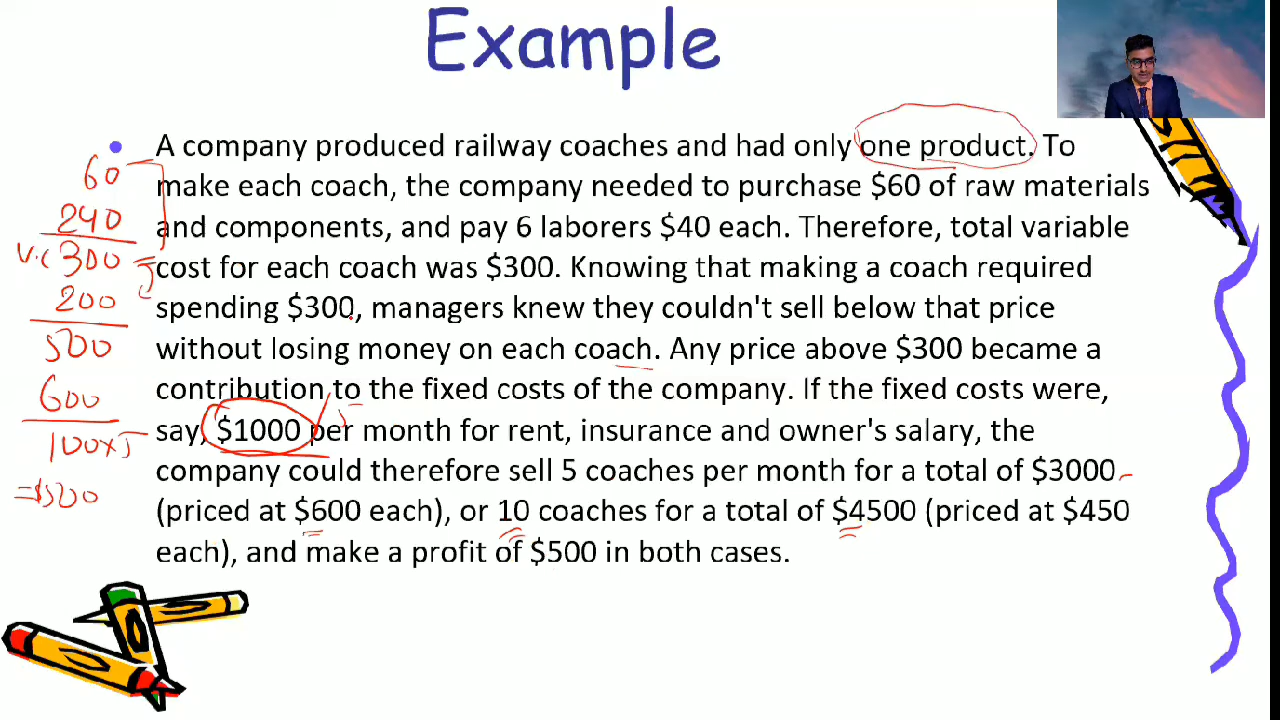 Example
• A company produced railway coaches and had only one product. To
make each coach, the company needed to purchase $60 of raw materials
and components, and pay 6 laborers $40 each. Therefore, total variable
cost for each coach was $300. Knowing that making a coach required
spending $300, managers knew they couldn't sell below that price
without losing money on each coach. Any price above $300 became a
contribution to the fixed costs of the company. If the fixed costs were,
say, $1000 per month for rent, insurance and owner's salary, the
company could therefore sell 5 coaches per month for a total of $3000
(priced at $600 each), or 10 coaches for a total of $4500 (priced at $450
each), and make a profit of $500 in both cases.
60
240
V.C 300
200
500
600
100x5
=$500
5